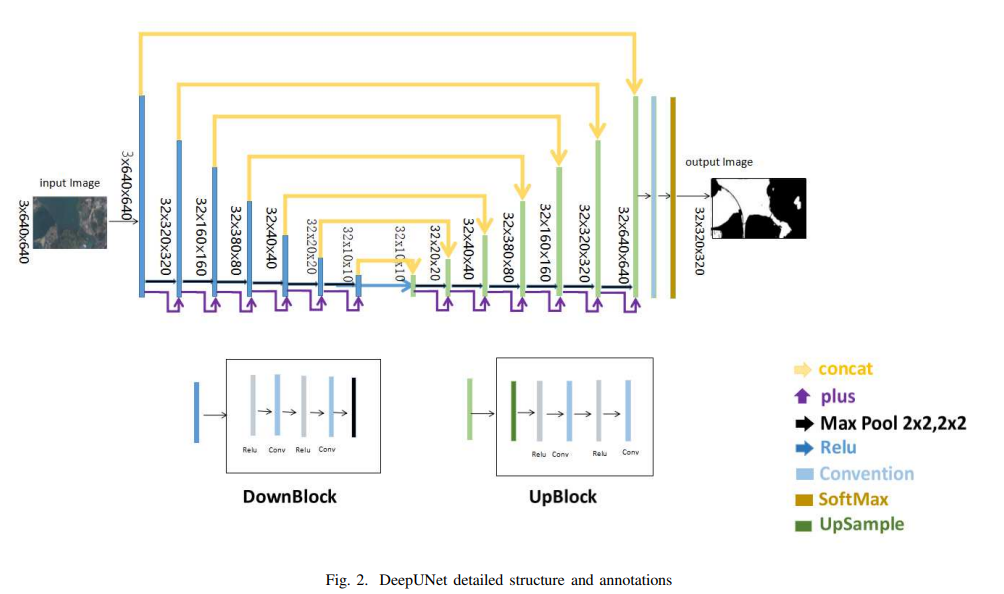 input Image
3x640x640
3x640x640
32x320x320
32x160x160
32x380x80
32x40x40
32x20x20
32x10x10
32x10x10
32x20x20
32x40x40
32x380x80
32x160x160
32x320x320
32x640x640
output Image
32x320x320
Relu Conv Relu Conv
DownBlock
Relu Conv Relu Conv
UpBlock
concat
plus
Max Pool 2x2,2x2
Relu
Convention
SoftMax
UpSample
Fig. 2. DeepUNet detailed structure and annotations